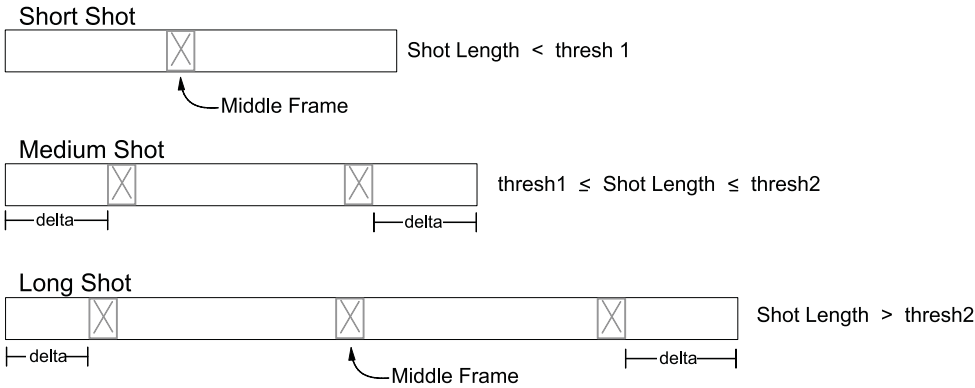 Short Shot
Shot Length < thresh 1
Middle Frame
Medium Shot
thresh1 ≤ Shot Length ≤ thresh2
delta
delta
Long Shot
Shot Length > thresh2
delta
delta
Middle Frame